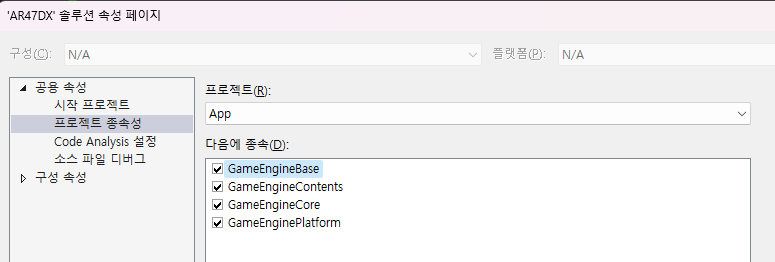 'AR47DX' 솔루션 속성 페이지
구성(C): N/A 플랫폼(P): N/A
공용 속성
시작 프로젝트
프로젝트 종속성
Code Analysis 설정
소스 파일 디버그
구성 속성
프로젝트(R):
App
다음에 종속(D):
GameEngineBase
GameEngineContents
GameEngineCore
GameEnginePlatform